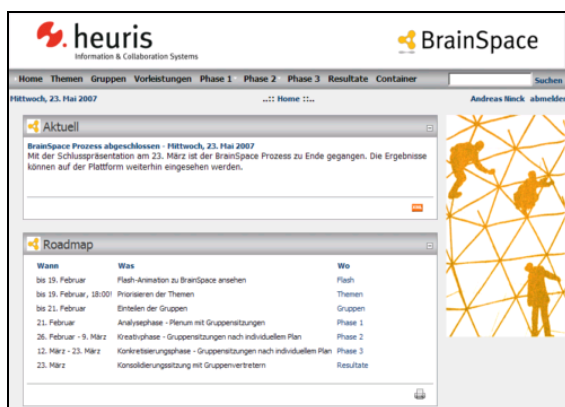 heuris
Information & Collaboration Systems
BrainSpace
Home Themen Gruppen Vorleistungen Phase 1 Phase 2 Phase 3 Resultate Container Suchen
Mittwoch, 23. Mai 2007 ..:: Home ::.. Andreas Ninck abmelden
Aktuell
BrainSpace Prozess abgeschlossen - Mittwoch, 23. Mai 2007
Mit der Schlusspräsentation am 23. März ist der BrainSpace Prozess zu Ende gegangen. Die Ergebnisse
können auf der Plattform weiterhin eingesehen werden.
Roadmap
Wann Was Wo
bis 19. Februar Flash-Animation zu BrainSpace ansehen Flash
bis 19. Februar, 18:00! Priorisieren der Themen Themen
bis 21. Februar Einteilen der Gruppen Gruppen
21. Februar Analysephase - Plenum mit Gruppensitzungen Phase 1
26. Februar - 9. März Kreativphase - Gruppensitzungen nach individuellem Plan Phase 2
12. März - 23. März Konkretisierungsphase - Gruppensitzungen nach individuellem Plan Phase 3
23. März Konsolidierungssitzung mit Gruppenvertretern Resultate